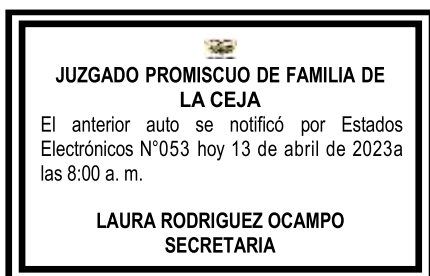 JUZGADO PROMISCUO DE FAMILIA DE
LA CEJA
El anterior auto se notificó por Estados
Electrónicos N°053 hoy 13 de abril de 2023a
las 8:00 a. m.
LAURA RODRIGUEZ OCAMPO
SECRETARIA